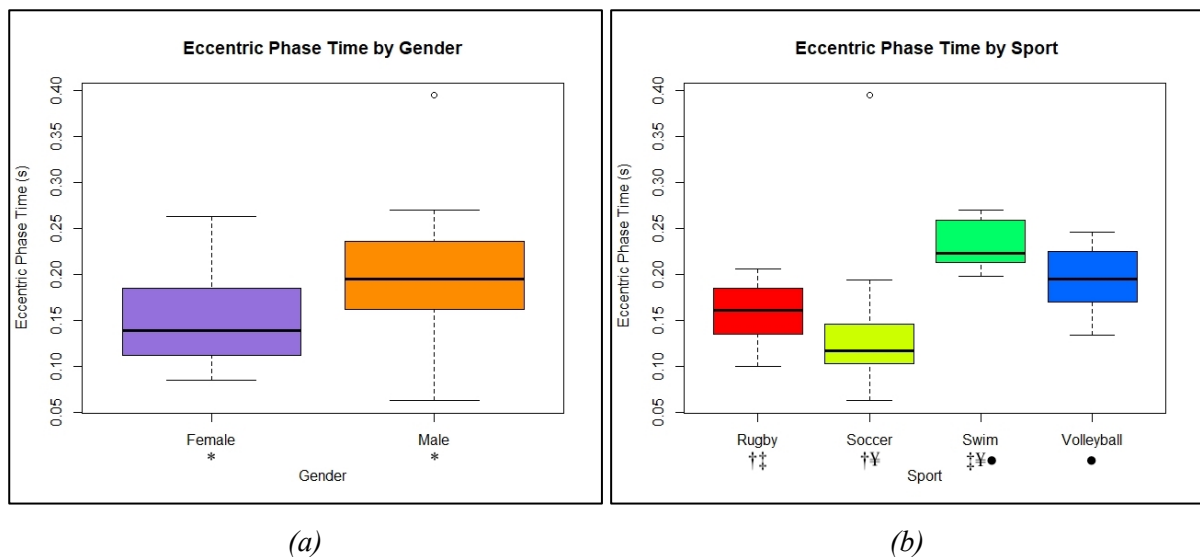 Eccentric Phase Time by Gender
Eccentric Phase Time (s)
0.40
0.35
0.30
0.25
0.20
0.15
0.10
0.05
Female Male
* *
Gender
(a)
Eccentric Phase Time by Sport
Eccentric Phase Time (s)
0.40
0.35
0.30
0.25
0.20
0.15
0.10
0.05
Rugby Soccer Swim Volleyball
†‡ †¥ ‡¥● ●
Sport
(b)